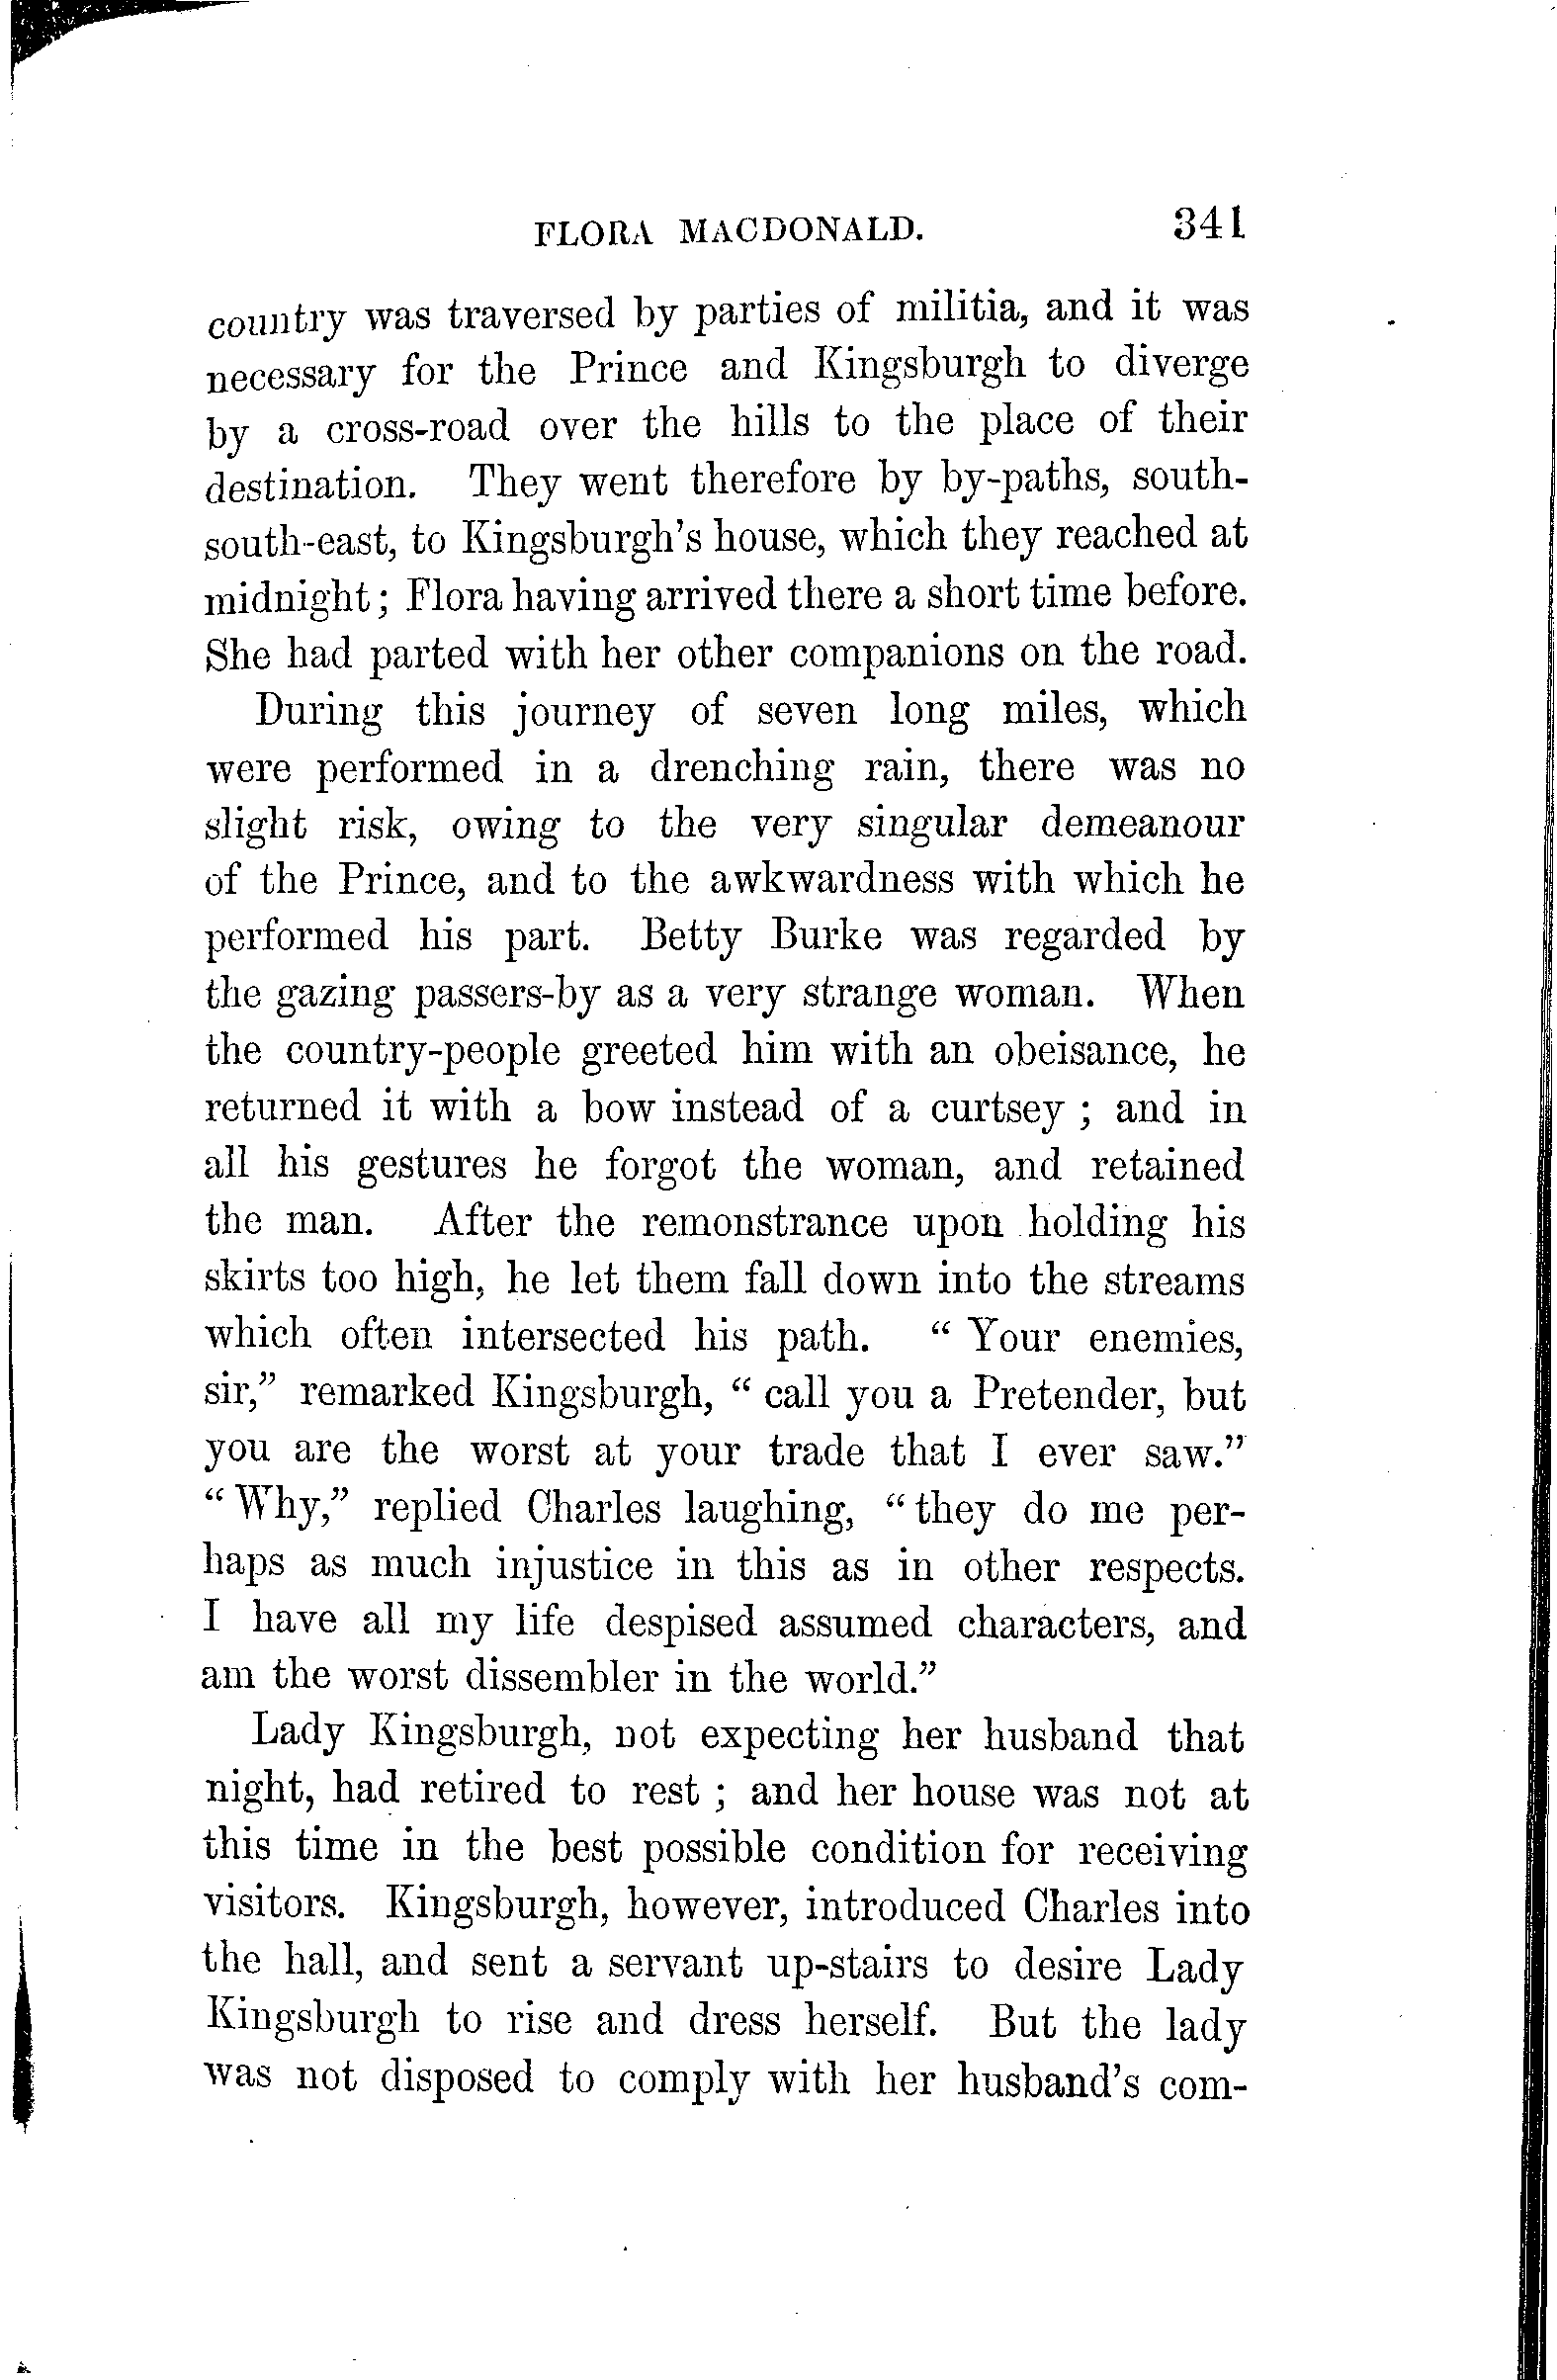 FLORA MACDONALD. 341
country was traversed by parties of militia, and it was
necessary for the Prince and Kingsburgh to diverge
by a cross-road over the hills to the place of their
destination. They went therefore by by-paths, south-
south-east, to Kingsburgh's house, which they reached at
midnight; Flora having arrived there a short time before.
She had parted with her other companions on the road.
During this journey of seven long miles, which
were performed in a drenching rain, there was no
slight risk, owing to the very singular demeanour
of the Prince, and to the awkwardness with which he
performed his part. Betty Burke was regarded by
the gazing passers-by as a very strange woman. When
the country-people greeted him with an obeisance, he
returned it with a bow instead of a curtsey ; and in
all his gestures he forgot the woman, and retained
the man. After the remonstrance upon holding his
skirts too high, he let them fall down into the streams
which often intersected his path. “ Your enemies,
sir,” remarked Kingsburgh, “ call you a Pretender, but
you are the worst at your trade that I ever saw.”
“ Why,” replied Charles laughing, “ they do me per-
haps as much injustice in this as in other respects.
I have all my life despised assumed characters, and
am the worst dissembler in the world.”
Lady Kingsburgh, not expecting her husband that
night, had retired to rest ; and her house was not at
this time in the best possible condition for receiving
visitors. Kingsburgh, however, introduced Charles into
the hall, and sent a servant up-stairs to desire Lady
Kingsburgh to rise and dress herself. But the lady
was not disposed to comply with her husband's com-